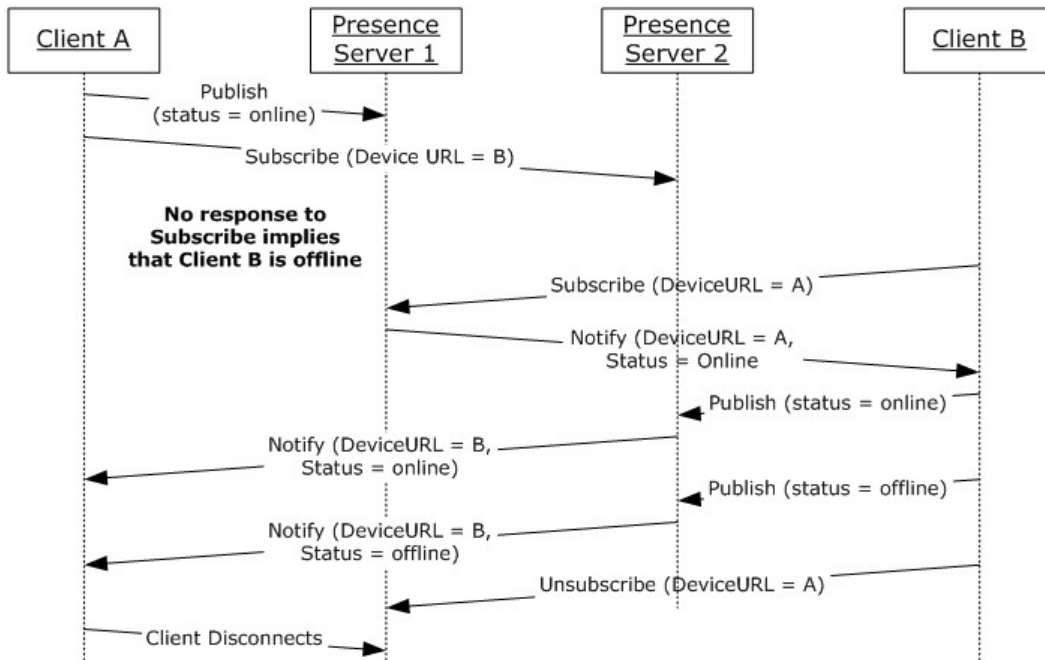 Client A
Presence
Server 1
Presence
Server 2
Client B
Publish
(status = online)
Subscribe (Device URL = B)
No response to
Subscribe implies
that Client B is offline
Subscribe (DeviceURL = A)
Notify (DeviceURL = A,
Status = Online
Publish (status = online)
Notify (DeviceURL = B,
Status = online)
Publish (status = offline)
Notify (DeviceURL = B,
Status = offline)
Unsubscribe (DeviceURL = A)
Client Disconnects